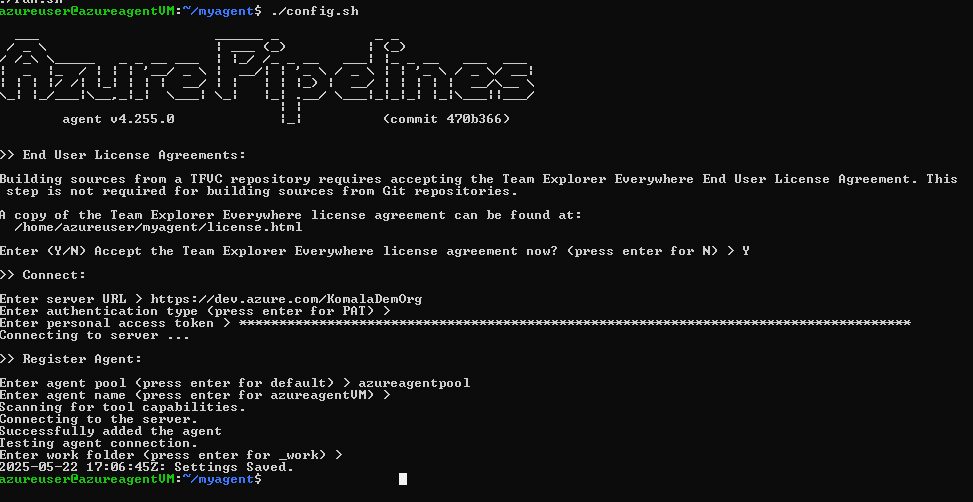 ./run.sh
azureuser@azureagentVM:~/myagent$ ./config.sh
Azure Pipelines
agent v4.255.0 (commit 470b366)
>> End User License Agreements:
Building sources from a TFVC repository requires accepting the Team Explorer Everywhere End User License Agreement. This
 step is not required for building sources from Git repositories.
A copy of the Team Explorer Everywhere license agreement can be found at:
  /home/azureuser/myagent/license.html
Enter (Y/N) Accept the Team Explorer Everywhere license agreement now? (press enter for N) > Y
>> Connect:
Enter server URL > https://dev.azure.com/KomalaDemOrg
Enter authentication type (press enter for PAT) >
Enter personal access token > ************************************************************************************
Connecting to server ...
>> Register Agent:
Enter agent pool (press enter for default) > azureagentpool
Enter agent name (press enter for azureagentVM) >
Scanning for tool capabilities.
Connecting to the server.
Successfully added the agent
Testing agent connection.
Enter work folder (press enter for _work) >
2025-05-22 17:06:45Z: Settings Saved.
azureuser@azureagentVM:~/myagent$